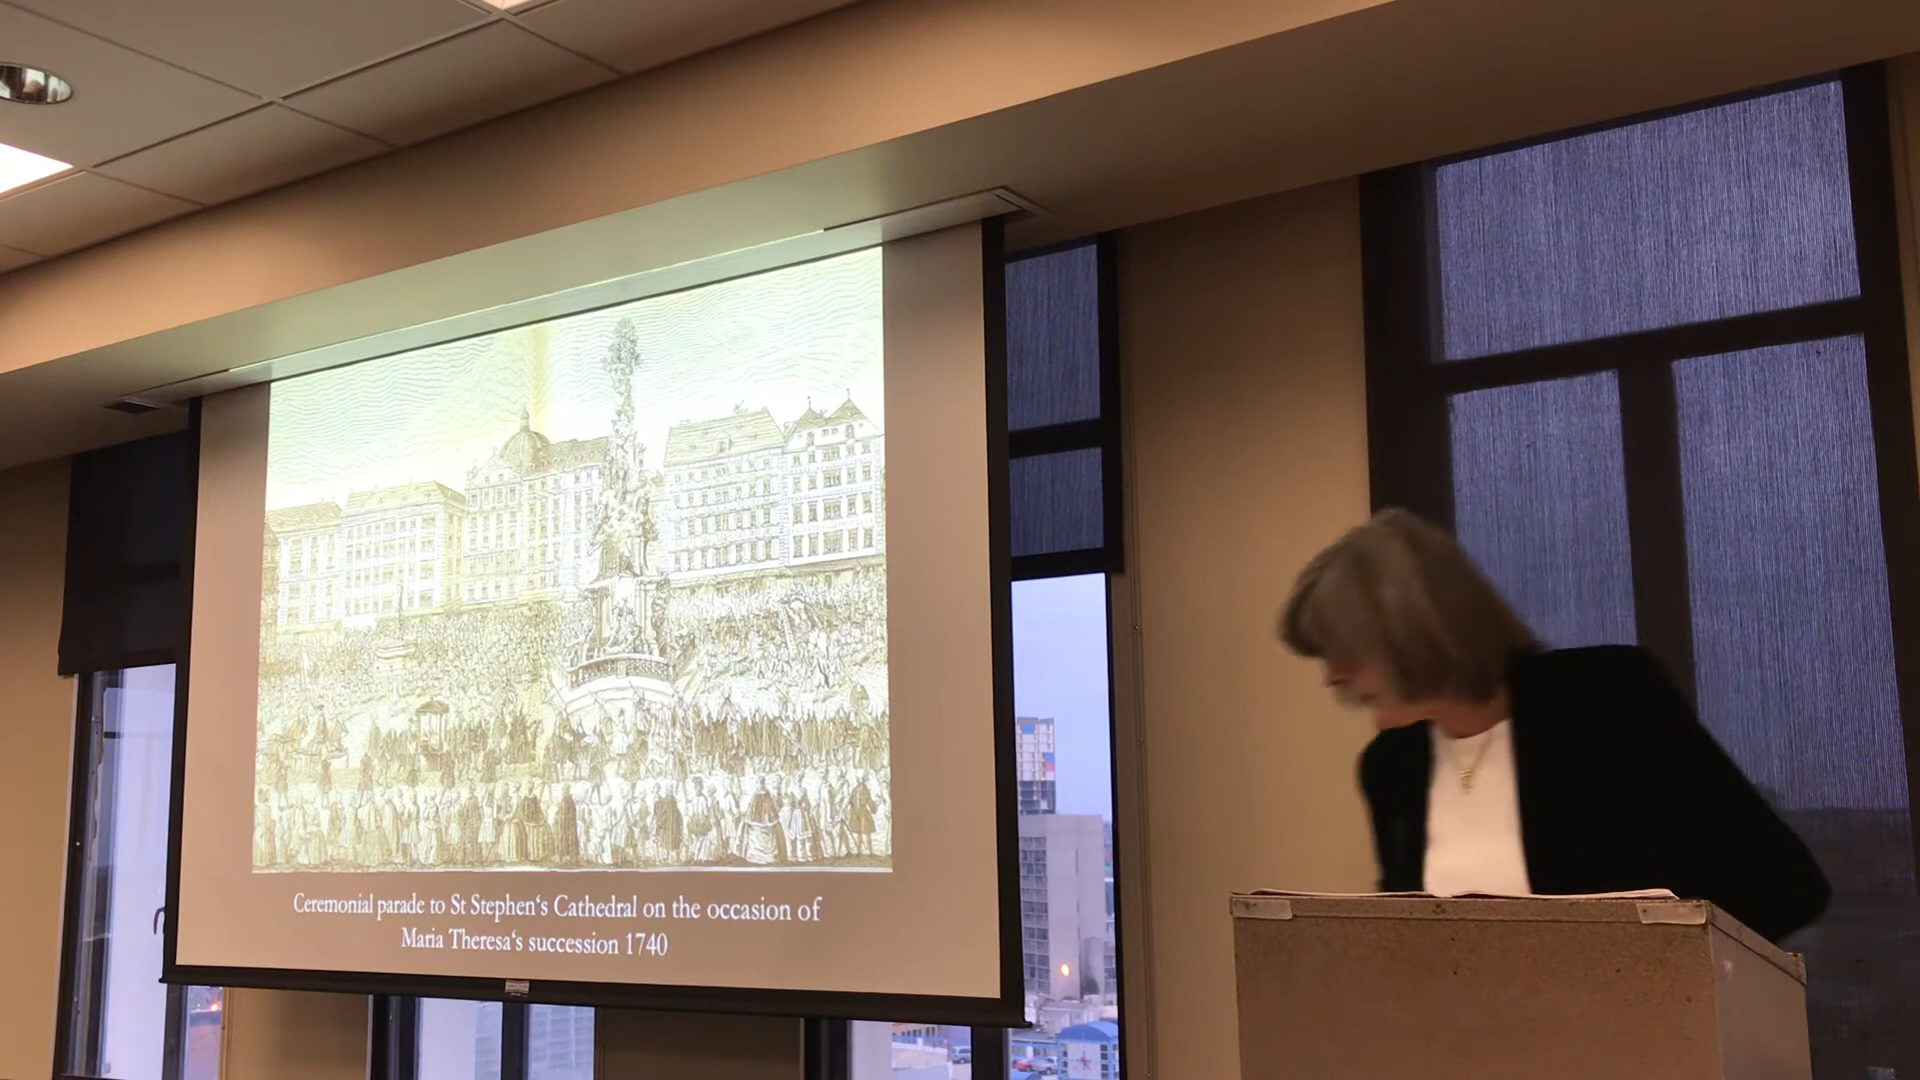 Ceremonial parade to St Stephen‘s Cathedral on the occasion of
Maria Theresa‘s succession 1740